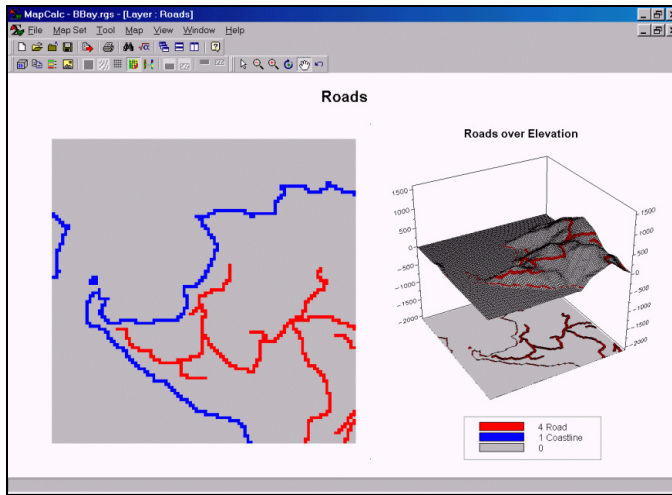 MapCalc - BBay.rgs - [Layer : Roads]
File Map Set Tool Map View Window Help
Roads
Roads over Elevation
1500
1000
500
0
-500
-1000
-1500
-2000
1500
1000
500
0
-500
-1000
-1500
-2000
4 Road
1 Coastline
0